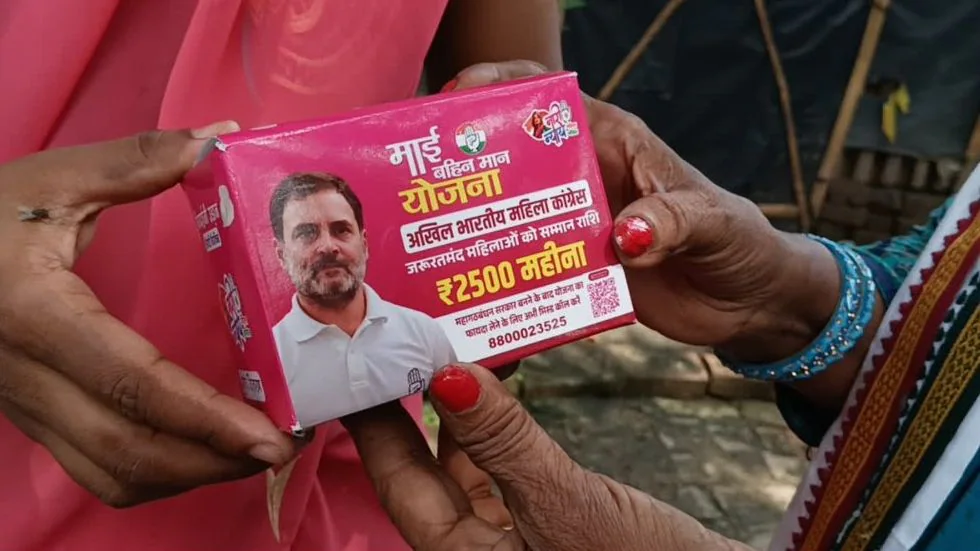 माई
बहिन मान
योजना
नारी
न्याय
अखिल भारतीय महिला कांग्रेस
जरूरतमंद महिलाओं को सम्मान राशि
₹2500 महीना
महागठबंधन सरकार बनने के बाद योजना का
फायदा लेने के लिए अभी मिस्ड कॉल करें
8800023525